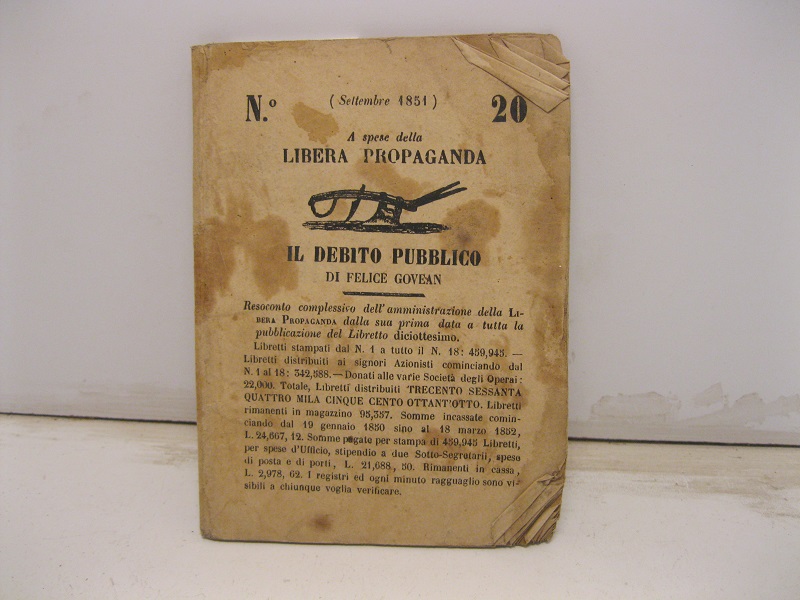 N.o ( Settembre 1851 ) 20
A spese della
LIBERA PROPAGANDA
IL DEBITO PUBBLICO
DI FELICE GOVEAN
Resoconto complessivo dell'amministrazione della LI-
BERA PROPAGANDA dalla sua prima data a tutta la
pubblicazione del Libretto diciottesimo.
Libretti stampati dal N. 1 a tutto il N. 18: 459,945. —
Libretti distribuiti ai signori Azionisti cominciando dal
N. 1 al 18: 342,588. — Donati alle varie Società degli Operai:
22,000. Totale, Libretti distribuiti TRECENTO SESSANTA
QUATTRO MILA CINQUE CENTO OTTANT'OTTO. Libretti
rimanenti in magazzino 95,357. Somme incassate comin-
ciando dal 19 gennaio 1850 sino al 18 marzo 1852,
L. 24,667, 12. Somme pagate per stampa di 459,945 Libretti,
per spese d'Ufficio, stipendio a due Sotto-Segretarii, spese
di posta e di porti, L. 21,688, 50. Rimanenti in cassa,
L. 2,978, 62. I registri ed ogni minuto ragguaglio sono vi-
sibili a chiunque voglia verificare.